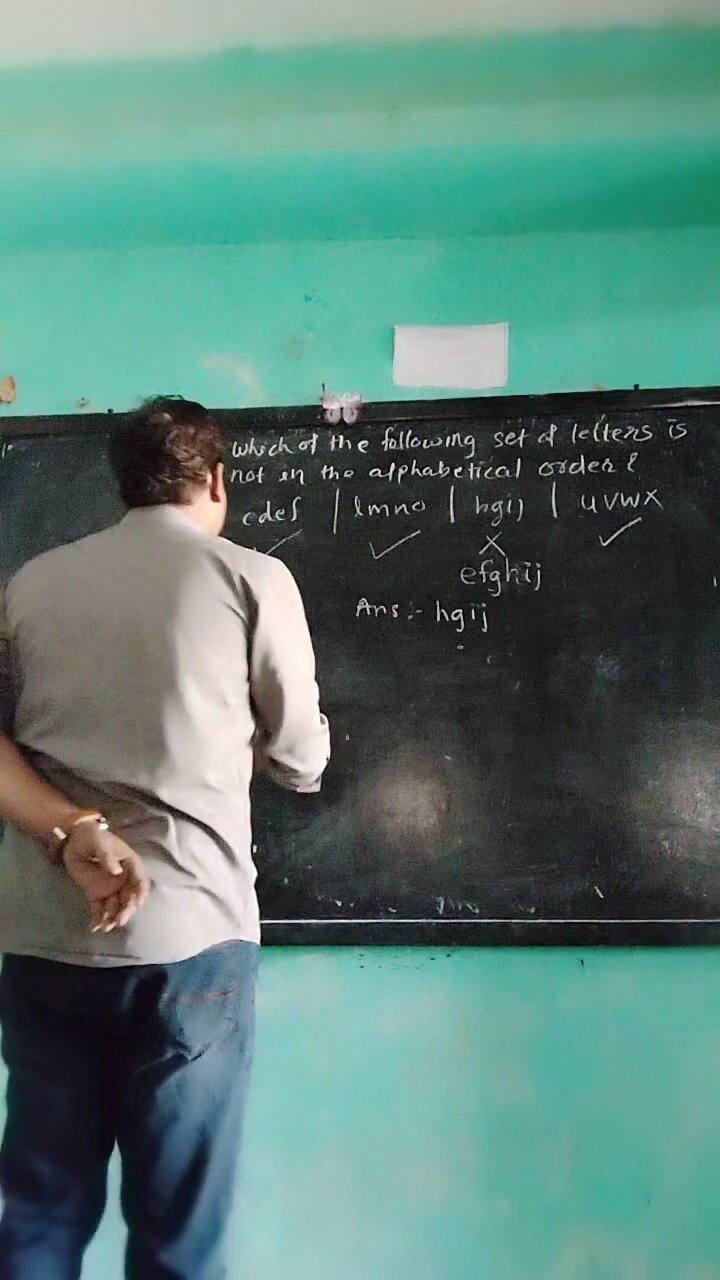 which of the following set of letters is
not in the alphabetical order?
cdef | lmno | hgij | uvwx
efghij
Ans :- hgij